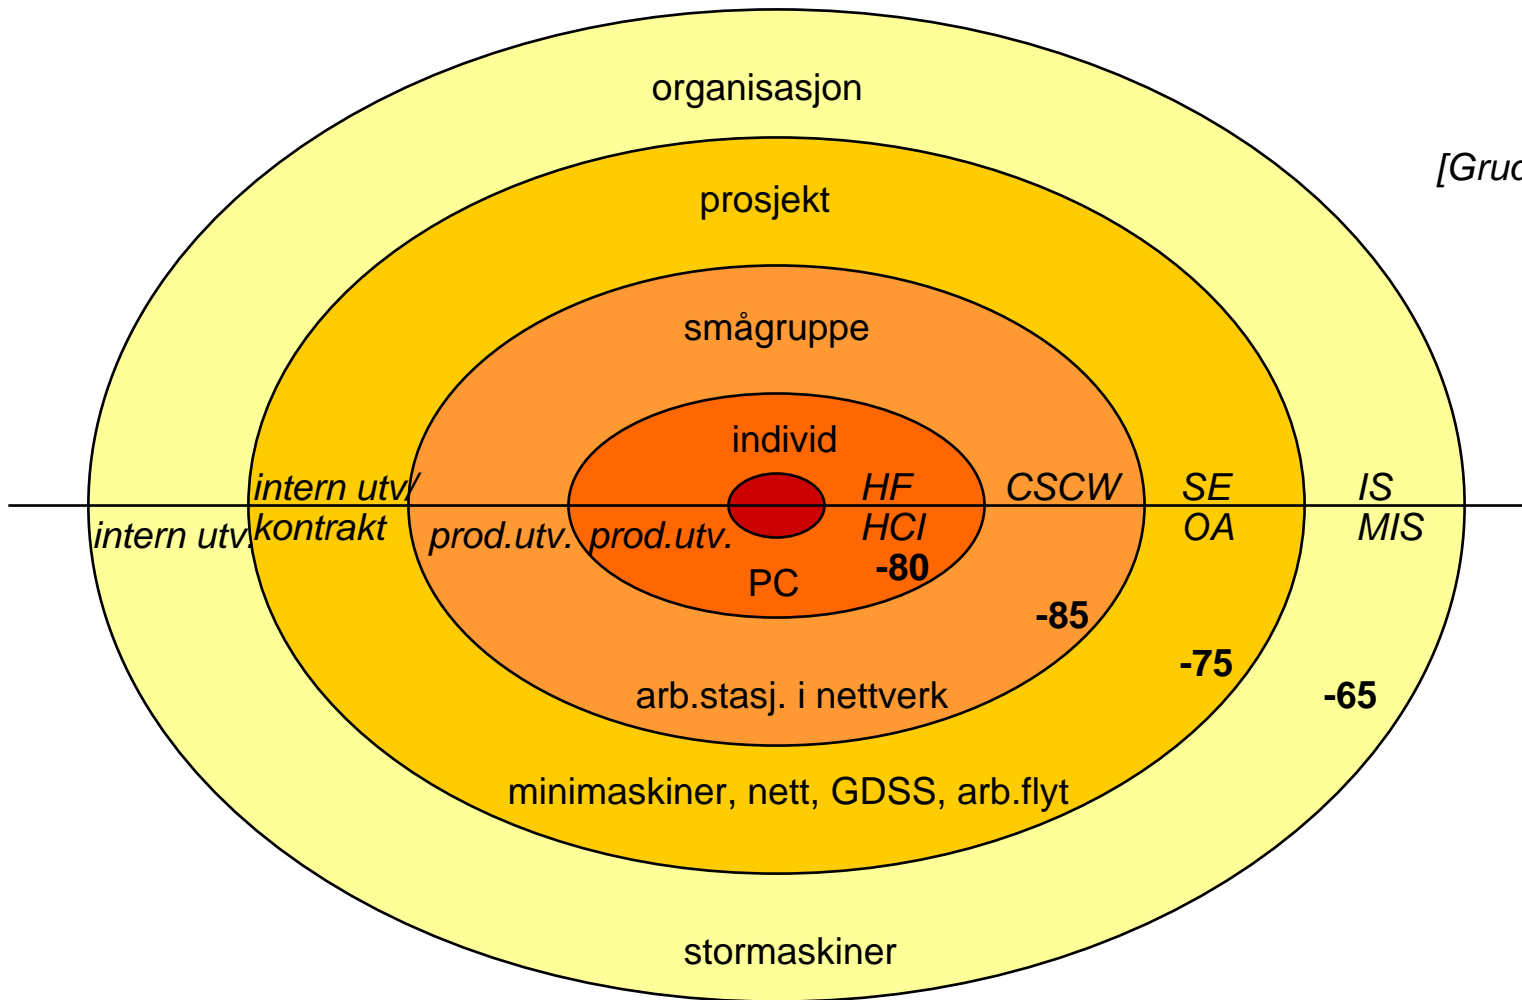 organisasjon
[Grud
prosjekt
smågruppe
individ
intern utv/
HF
CSCW
SE
IS
intern utv.
kontrakt
prod.utv.
prod.utv.
HCI
OA
MIS
-80
PC
-85
-75
arb.stasj. i nettverk
-65
minimaskiner, nett, GDSS, arb.flyt
stormaskiner